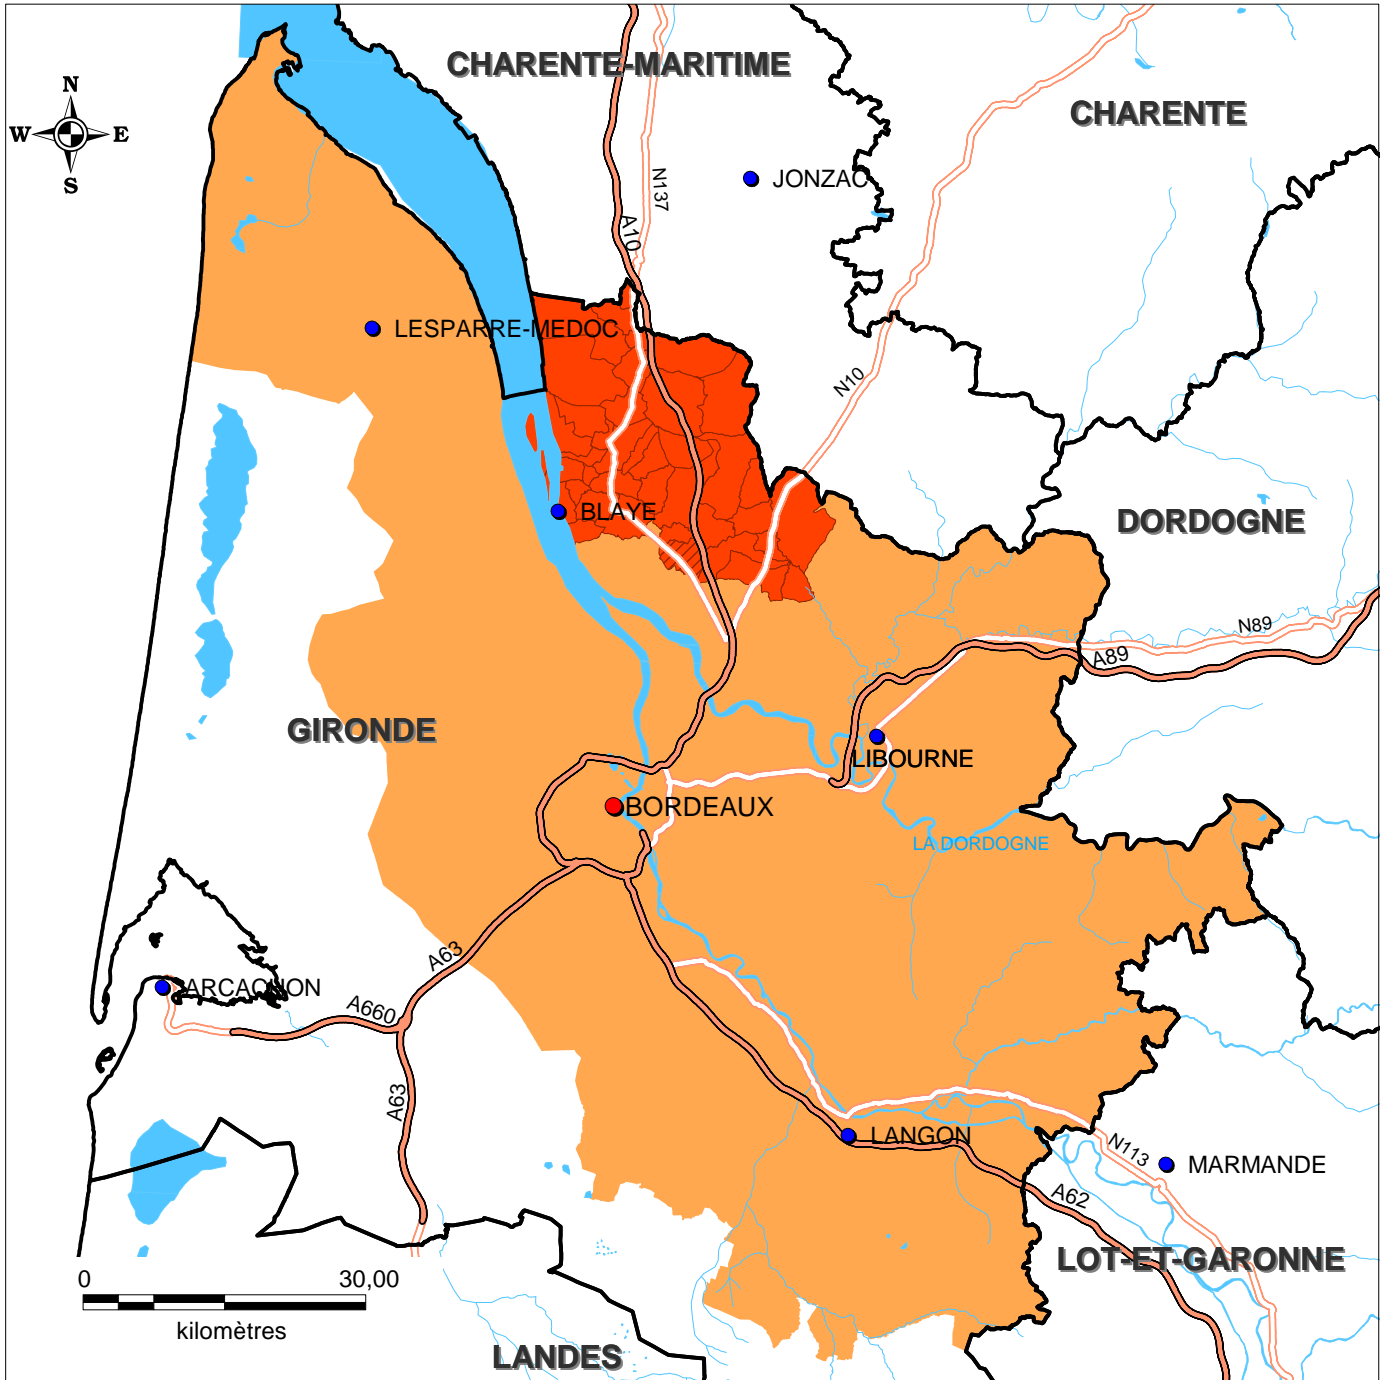 CHARENTE-MARITIME
N
W E
S
CHARENTE
JONZAC
N137
A10
LESPARRE-MEDOC
N10
BLAYE
DORDOGNE
N89
A89
GIRONDE
LIBOURNE
BORDEAUX
LA DORDOGNE
A63
ARCACHON
A660
A63
LANGON
N113
MARMANDE
A62
LOT-ET-GARONNE
0 30,00
kilomètres
LANDES